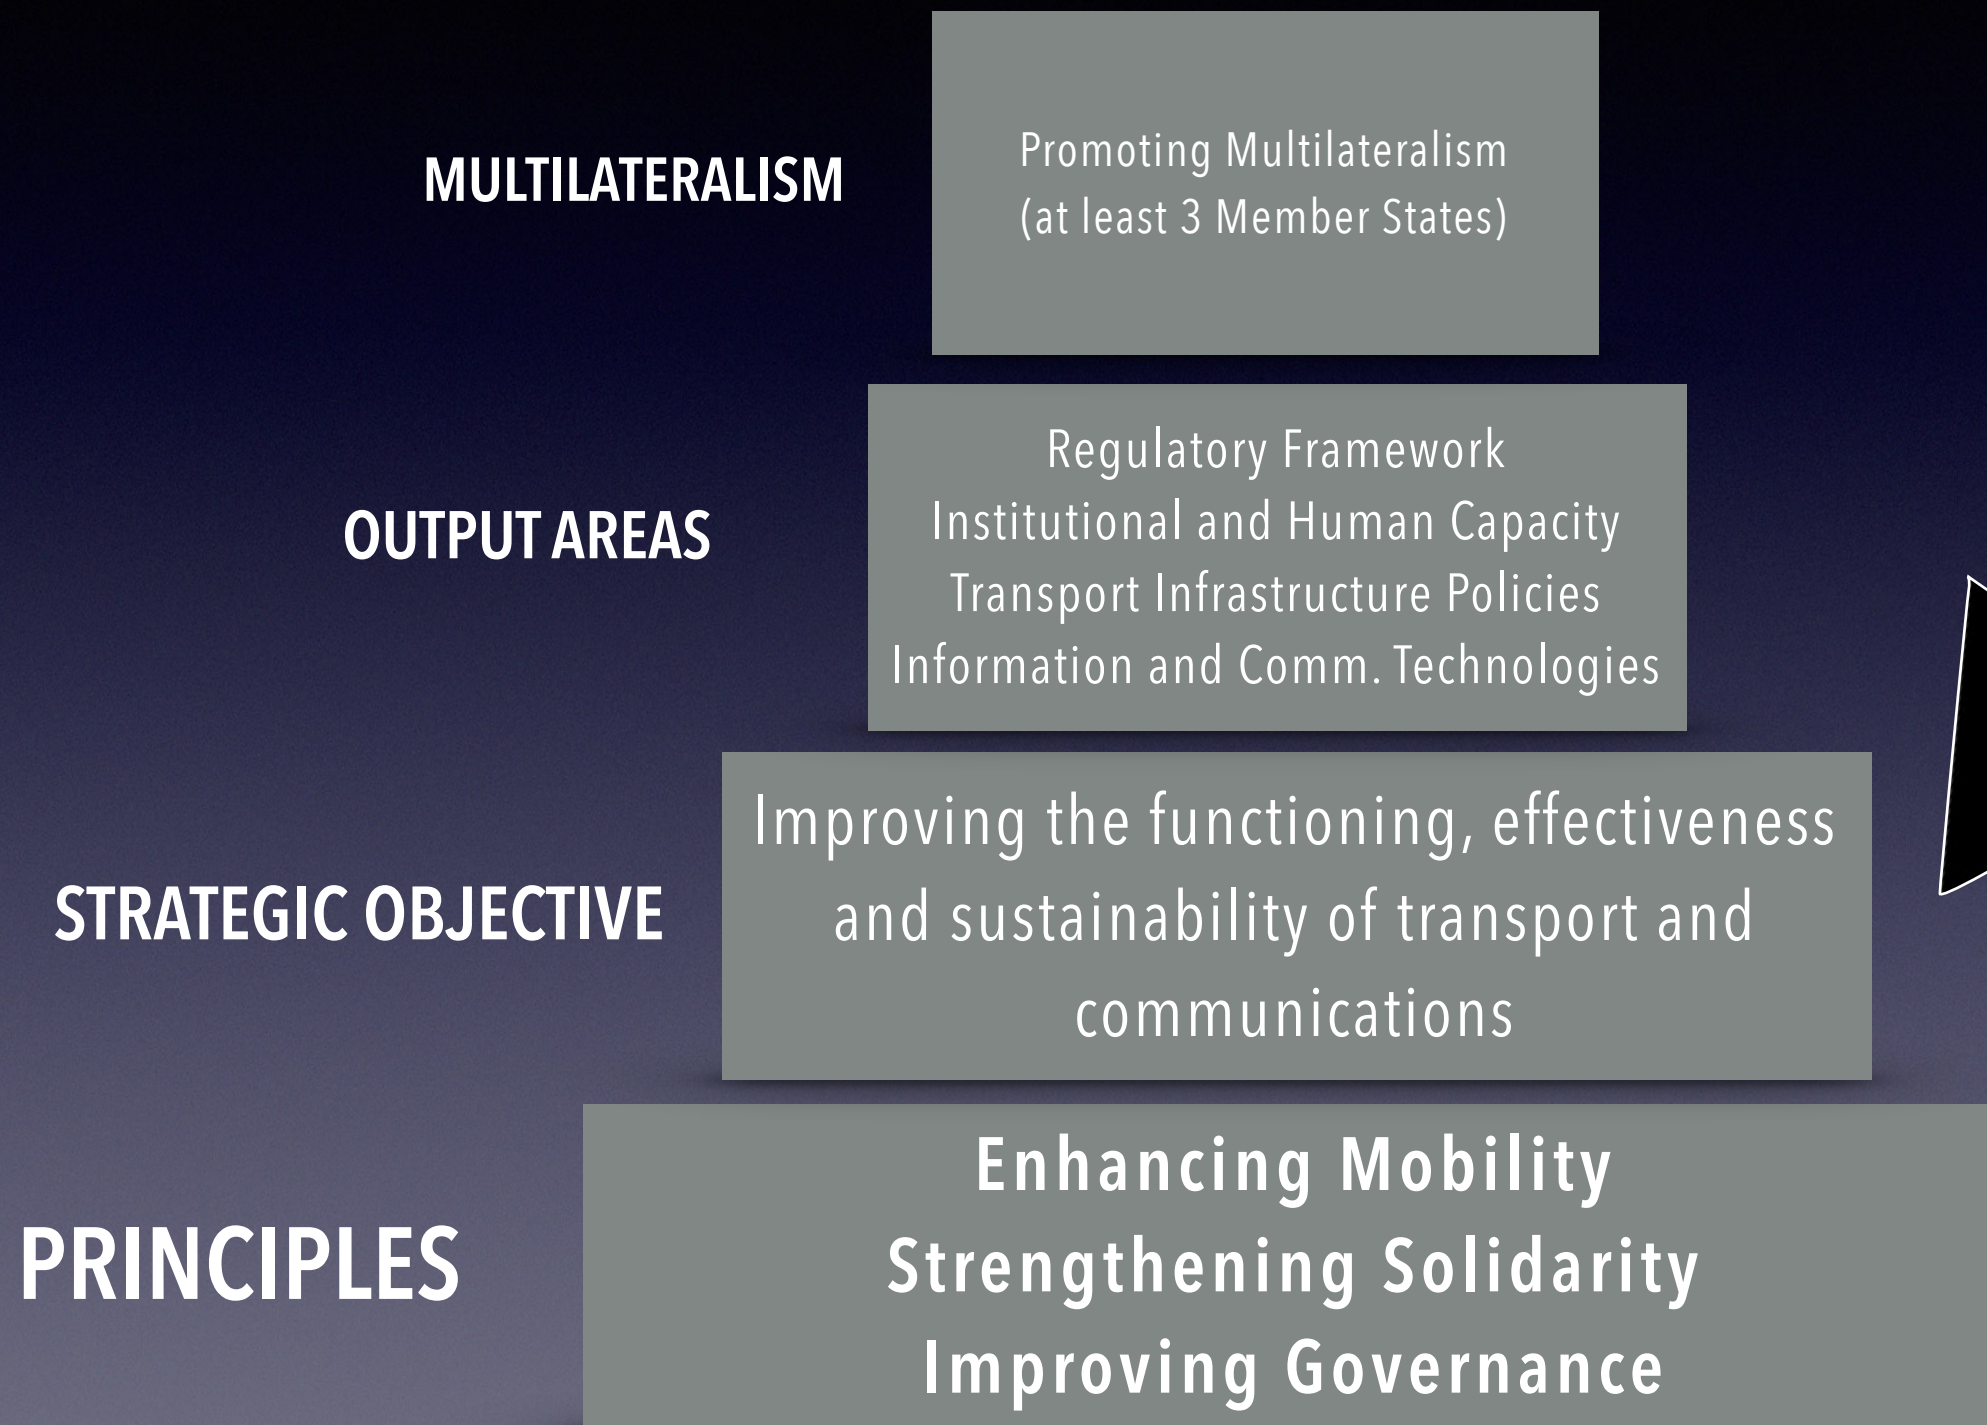 MULTILATERALISM
Promoting Multilateralism
(at least 3 Member States)
OUTPUT AREAS
Regulatory Framework
Institutional and Human Capacity
Transport Infrastructure Policies
Information and Comm. Technologies
STRATEGIC OBJECTIVE
Improving the functioning, effectiveness
and sustainability of transport and
communications
PRINCIPLES
Enhancing Mobility
Strengthening Solidarity
Improving Governance